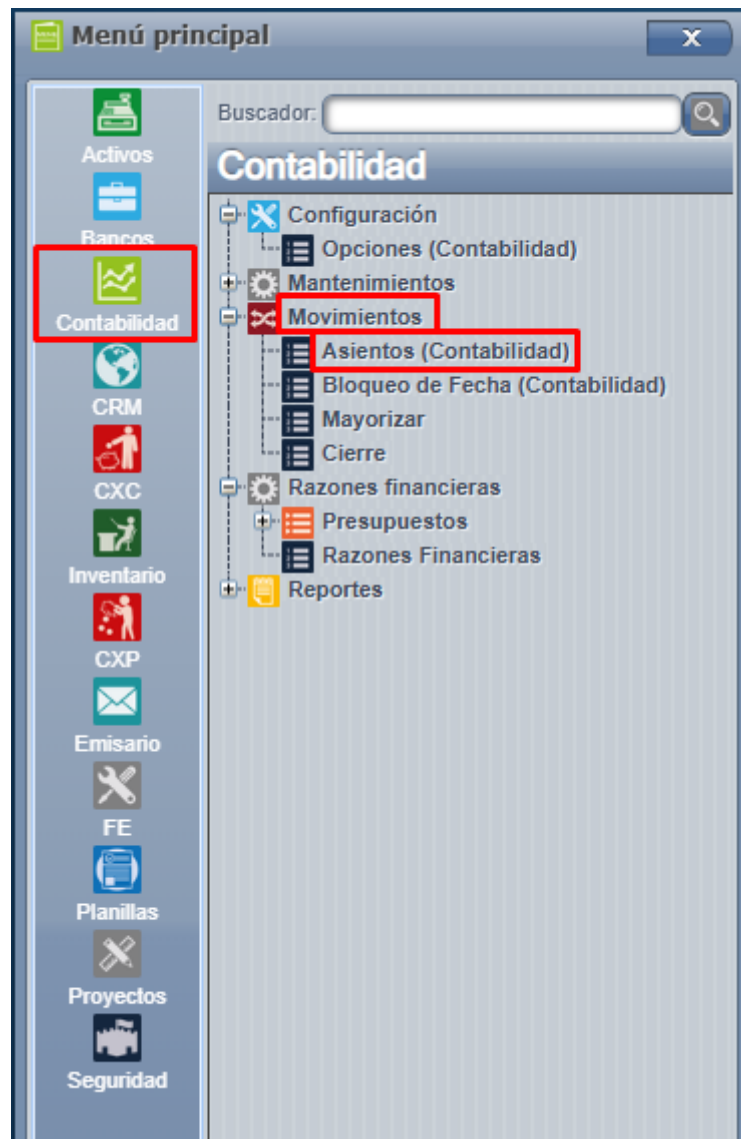 Menú principal
x
Buscador:
Activos
Bancos
Contabilidad
CRM
CXC
Inventario
CXP
Emisario
FE
Planillas
Proyectos
Seguridad
Contabilidad
Configuración
Opciones (Contabilidad)
Mantenimientos
Movimientos
Asientos (Contabilidad)
Bloqueo de Fecha (Contabilidad)
Mayorizar
Cierre
Razones financieras
Presupuestos
Razones Financieras
Reportes